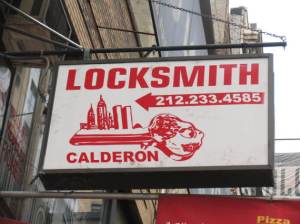 LOCKSMITH
212.233.4585
CALDERON
Pizza